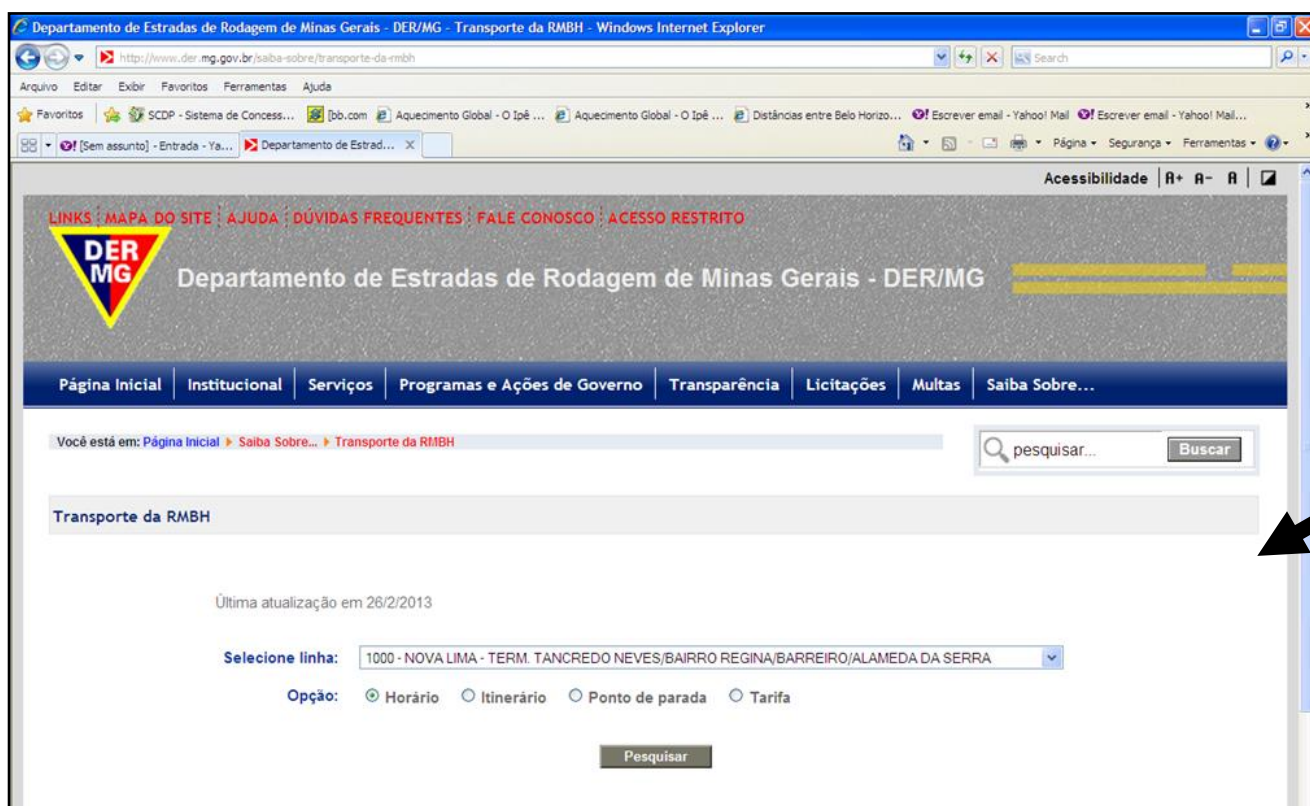 Departamento de Estradas de Rodagem de Minas Gerais - DER/MG - Transporte da RMBH - Windows Internet Explorer
http://www.der.mg.gov.br/saiba-sobre/transporte-da-rmbh
Search
Arquivo Editar Exibir Favoritos Ferramentas Ajuda
Favoritos SCDP - Sistema de Concess... [bb.com Aquecimento Global - O Ipê ... Aquecimento Global - O Ipê ... Distâncias entre Belo Horizo... Escrever email - Yahoo! Mail Escrever email - Yahoo! Mail...
[Sem assunto] - Entrada - Ya... Departamento de Estrad... X Página Segurança Ferramentas
Acessibilidade A+ A- A
LINKS MAPA DO SITE AJUDA DÚVIDAS FREQUENTES FALE CONOSCO ACESSO RESTRITO
DER
MG
Departamento de Estradas de Rodagem de Minas Gerais - DER/MG
Página Inicial Institucional Serviços Programas e Ações de Governo Transparência Licitações Multas Saiba Sobre...
Você está em: Página Inicial Saiba Sobre... Transporte da RMBH
pesquisar... Buscar
Transporte da RMBH
Última atualização em 26/2/2013
Selecione linha: 1000 - NOVA LIMA - TERM. TANCREDO NEVES/BAIRRO REGINA/BARREIRO/ALAMEDA DA SERRA
Opção: Horário Itinerário Ponto de parada Tarifa
Pesquisar